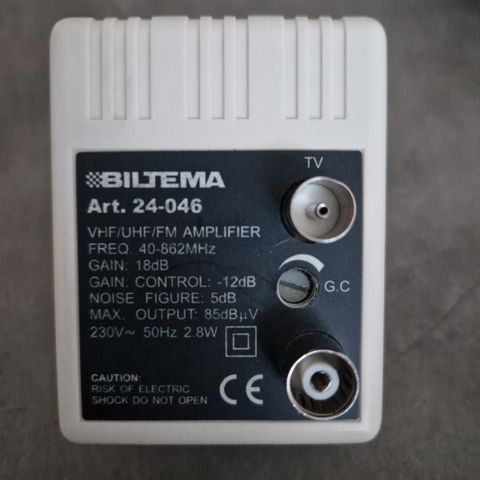 BILTEMA
Art. 24-046
VHF/UHF/FM AMPLIFIER
FREQ. 40-862MHz
GAIN: 18dB
GAIN CONTROL: -12dB
NOISE FIGURE: 5dB
MAX. OUTPUT: 85dBμV
230V~ 50Hz 2.8W
CAUTION:
RISK OF ELECTRIC
SHOCK DO NOT OPEN
CE
TV
G.C